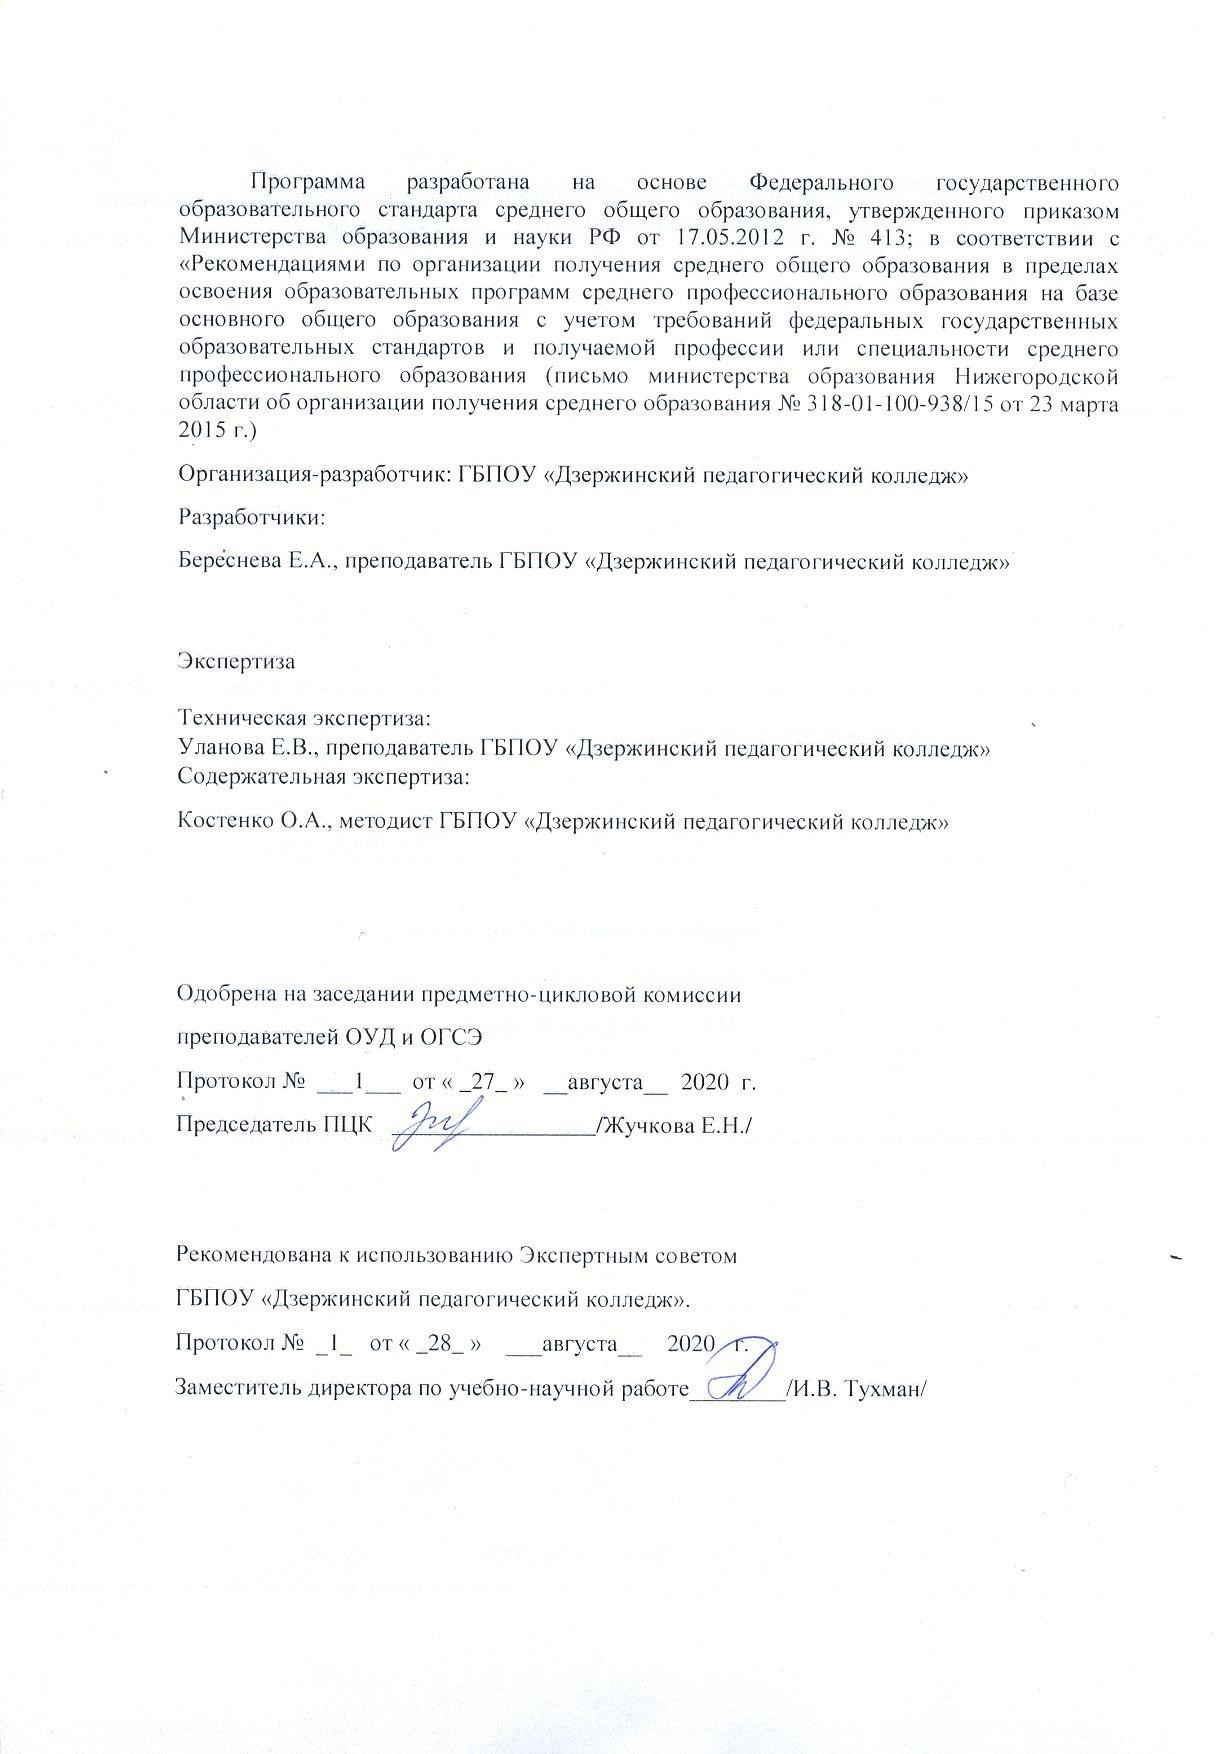 Программа разработана на основе Федерального государственного
образовательного стандарта среднего общего образования, утвержденного приказом
Министерства образования и науки РФ от 17.05.2012 г. № 413; в соответствии с
«Рекомендациями по организации получения среднего общего образования в пределах
освоения образовательных программ среднего профессионального образования на базе
основного общего образования с учетом требований федеральных государственных
образовательных стандартов и получаемой профессии или специальности среднего
профессионального образования (письмо министерства образования Нижегородской
области об организации получения среднего образования № 318-01-100-938/15 от 23 марта
2015 г.)
Организация-разработчик: ГБПОУ «Дзержинский педагогический колледж»
Разработчики:
Береснева Е.А., преподаватель ГБПОУ «Дзержинский педагогический колледж»
Экспертиза
Техническая экспертиза:
Уланова Е.В., преподаватель ГБПОУ «Дзержинский педагогический колледж»
Содержательная экспертиза:
Костенко О.А., методист ГБПОУ «Дзержинский педагогический колледж»
Одобрена на заседании предметно-цикловой комиссии
преподавателей ОУД и ОГСЭ
Протокол № ___1___ от « _27_ » __августа__ 2020 г.
Председатель ПЦК _________________/Жучкова Е.Н./
Рекомендована к использованию Экспертным советом
ГБПОУ «Дзержинский педагогический колледж».
Протокол № _1_ от « _28_ » ___августа__ 2020 г.
Заместитель директора по учебно-научной работе________/И.В. Тухман/